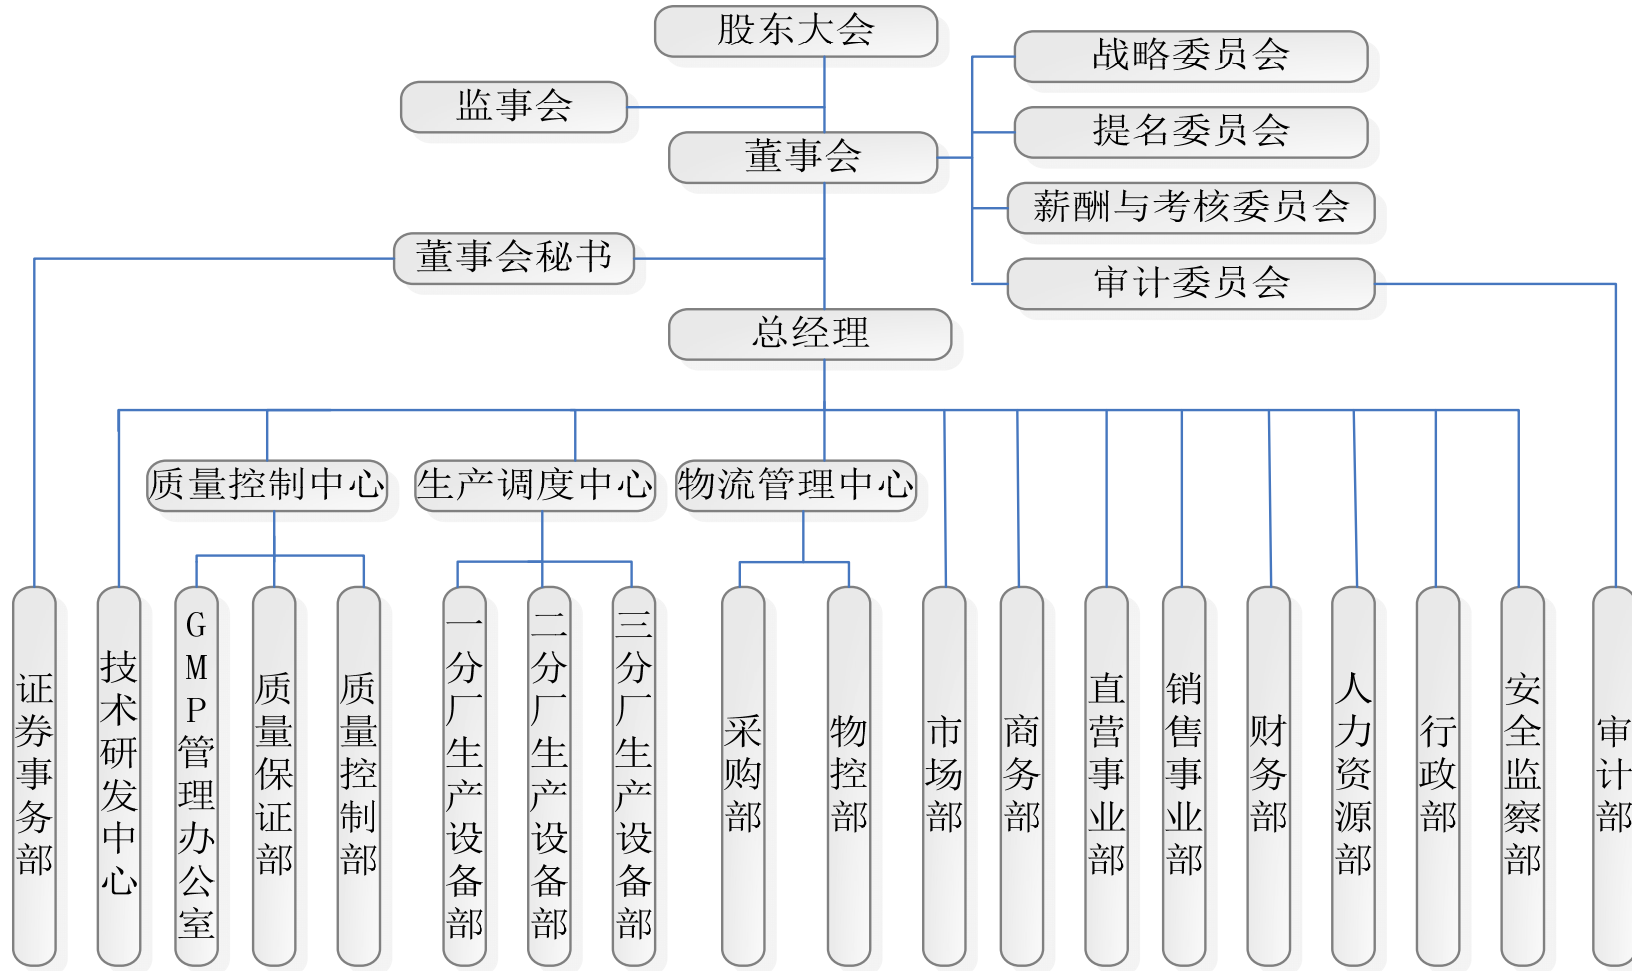 股东大会
战略委员会
监事会
提名委员会
董事会
薪酬与考核委员会
董事会秘书
审计委员会
总经理
质量控制中心
生产调度中心
物流管理中心
证券事务部
技术研发中心
GMP管理办公室
质量保证部
质量控制部
一分厂生产设备部
二分厂生产设备部
三分厂生产设备部
采购部
物控部
市场部
商务部
直营事业部
销售事业部
财务部
人力资源部
行政部
安全监察部
审计部